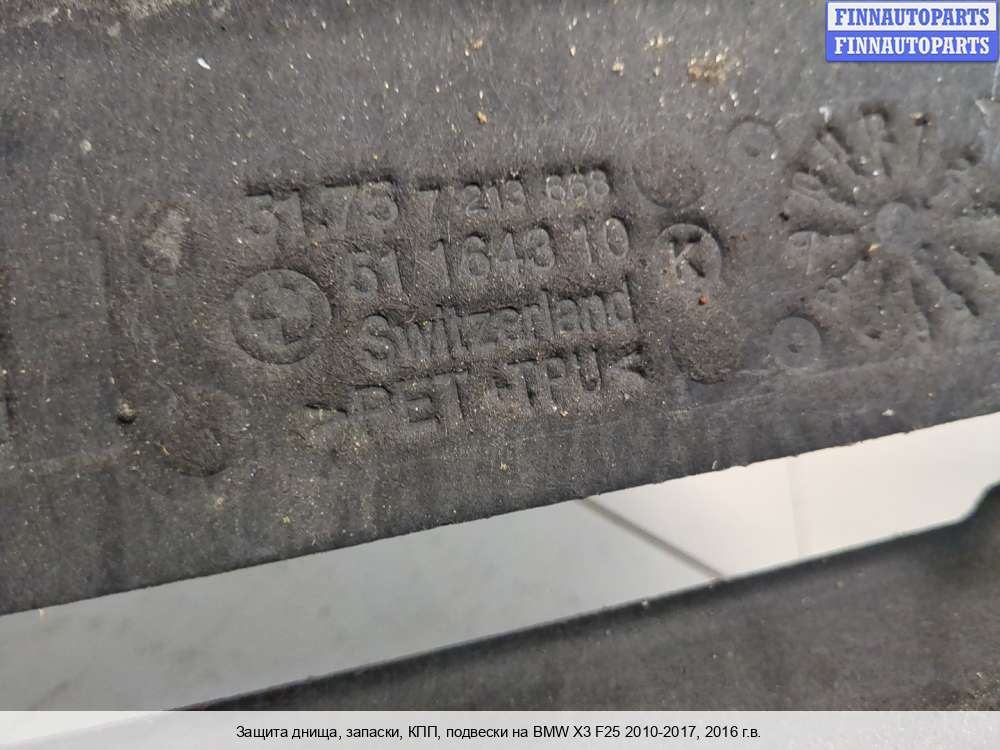 FINNAUTOPARTS
FINNAUTOPARTS
51.75 7 213 668
51 1643 10
K
Switzerland
>PET -TPU<
Защита днища, запаски, КПП, подвески на BMW X3 F25 2010-2017, 2016 г.в.